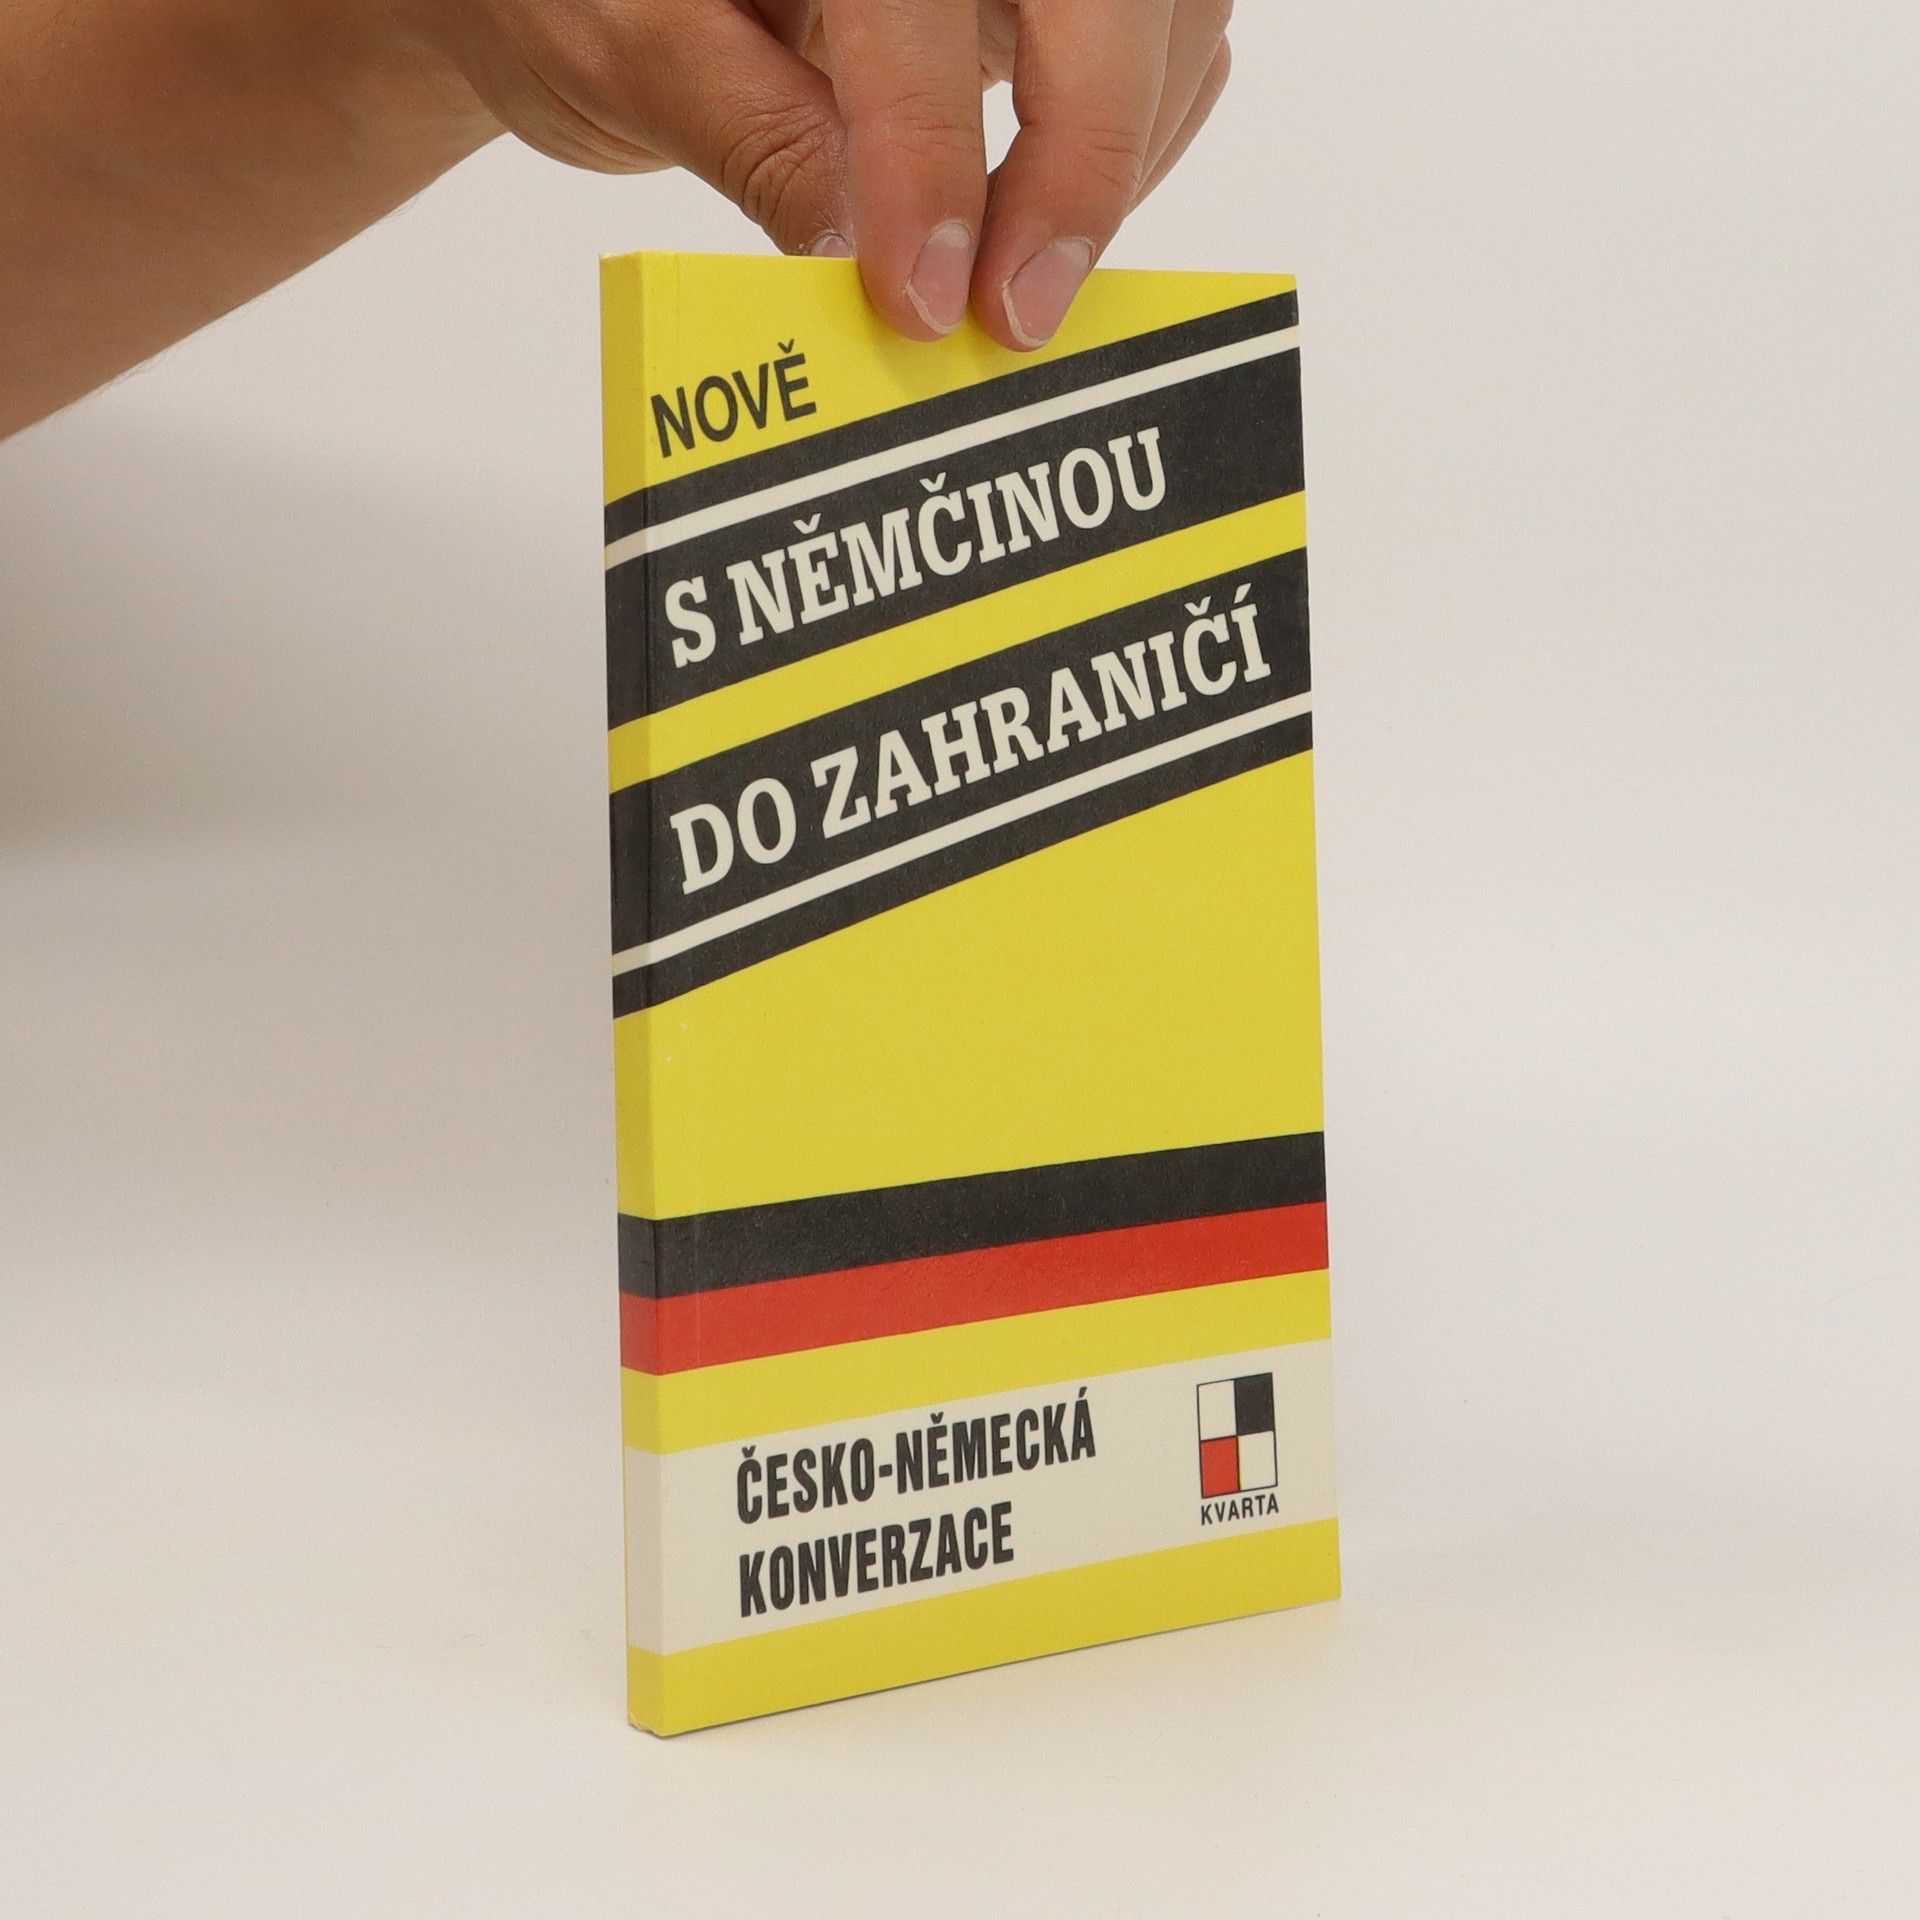 NOVĚ
S NĚMČINOU
DO ZAHRANIČÍ
ČESKO-NĚMECKÁ
KONVERZACE
KVARTA